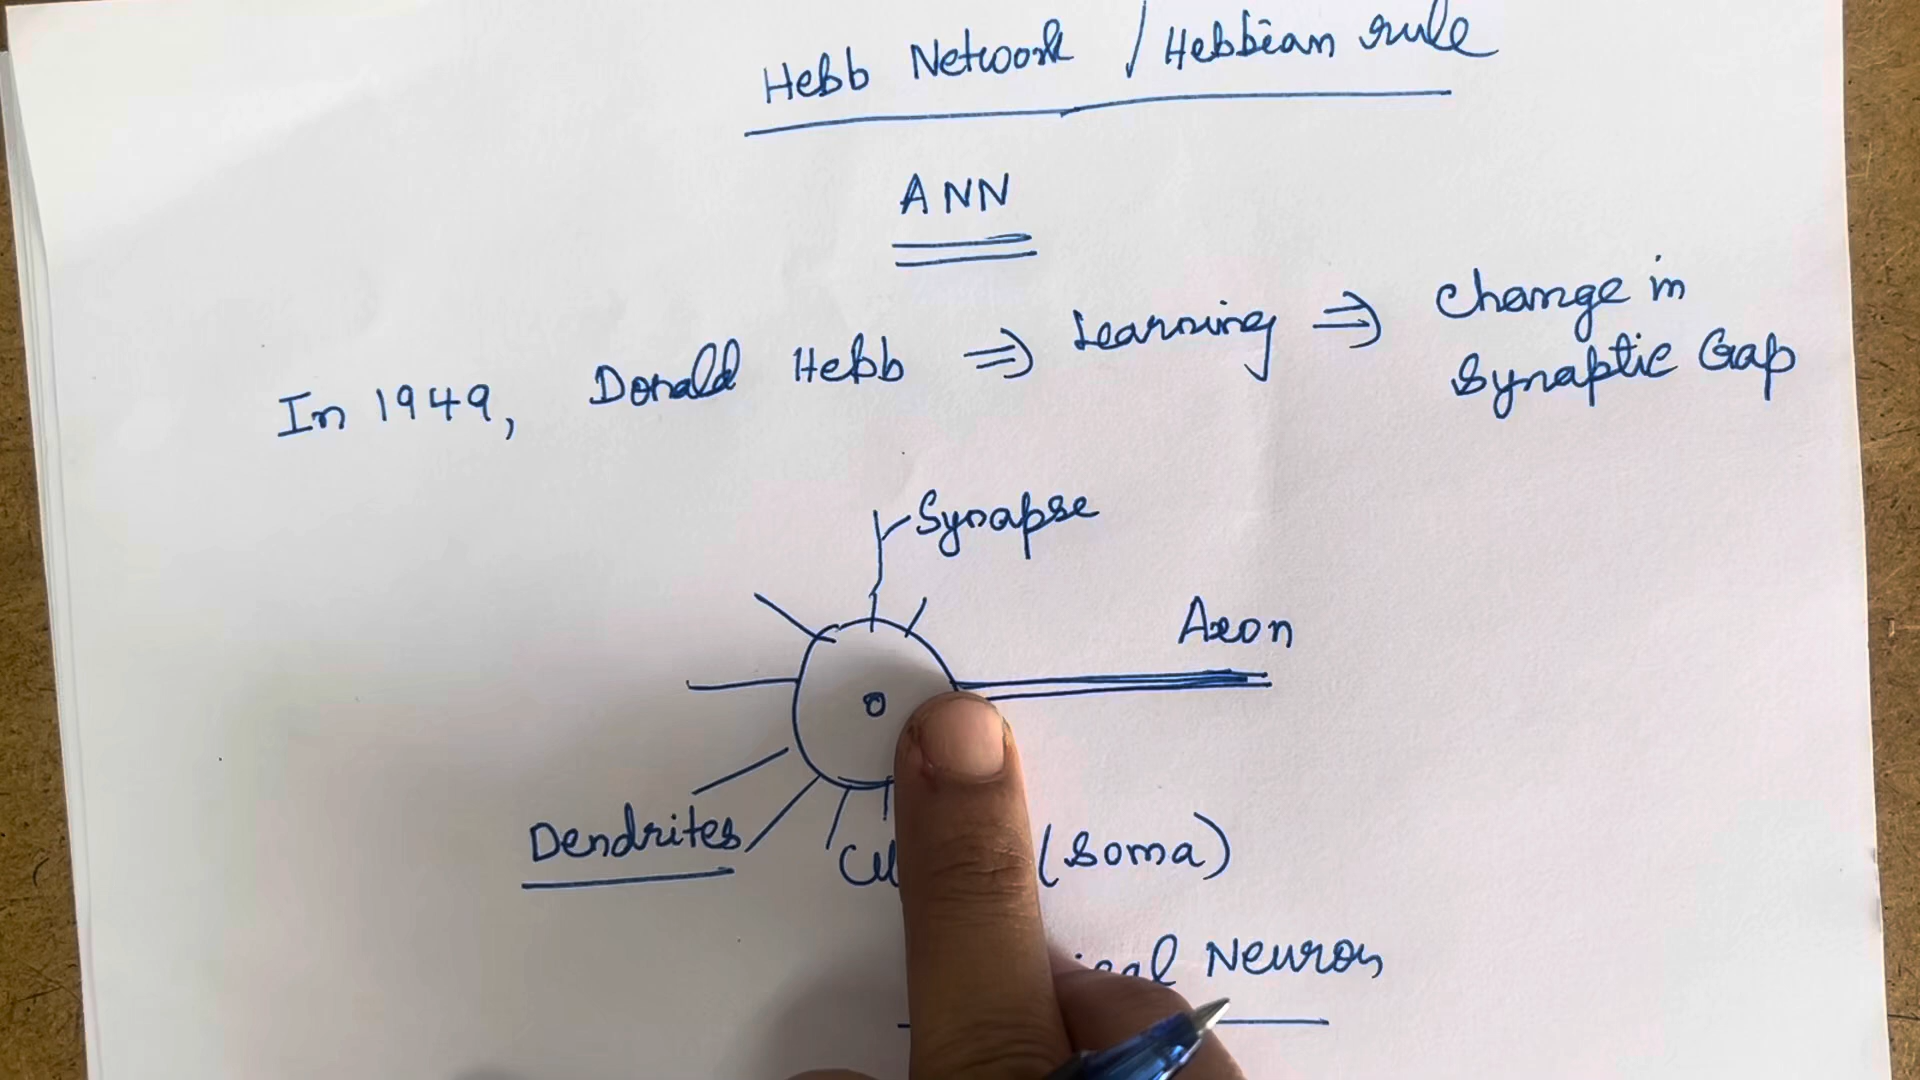 Hebb Network / Hebbian rule
ANN
In 1949, Donald Hebb ⇒ Learning ⇒ Change in
Synaptic Gap
Synapse
Axon
Dendrites
(Soma)
Neuron